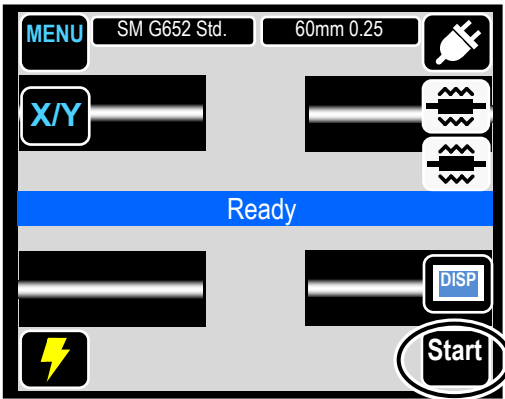 MENU
SM G652 Std.
60mm 0.25
X/Y
Ready
DISP
Start